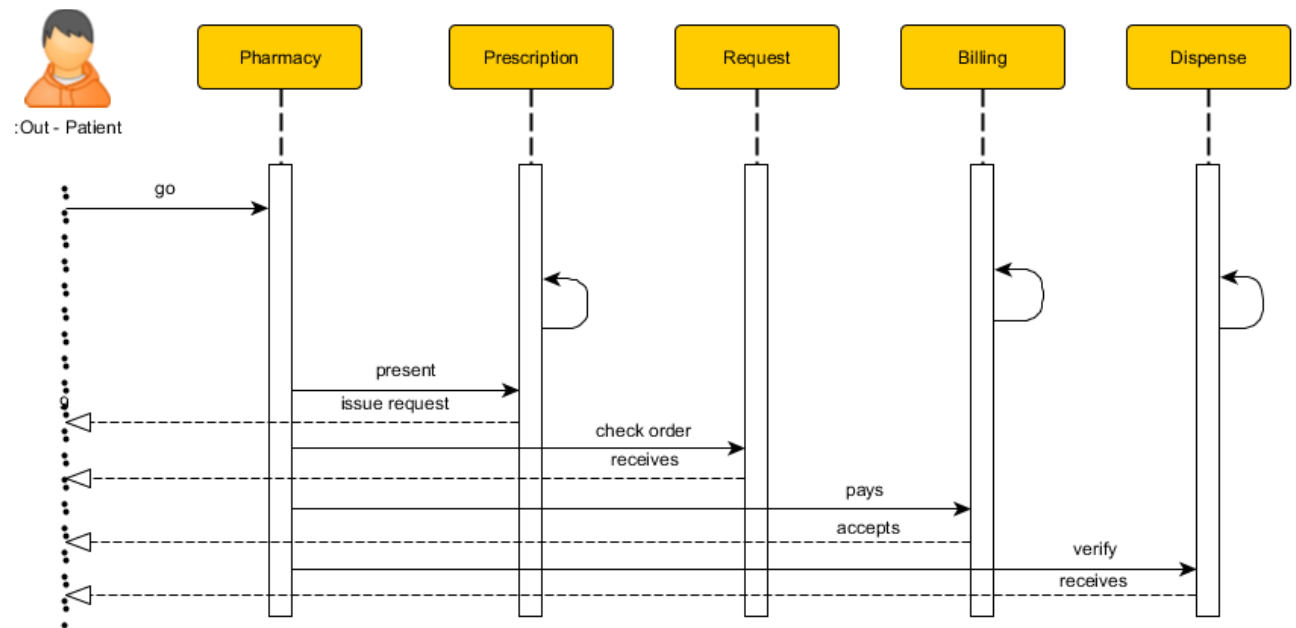 Pharmacy
Prescription
Request
Billing
Dispense
:Out - Patient
go
present
issue request
check order
receives
pays
accepts
verify
receives